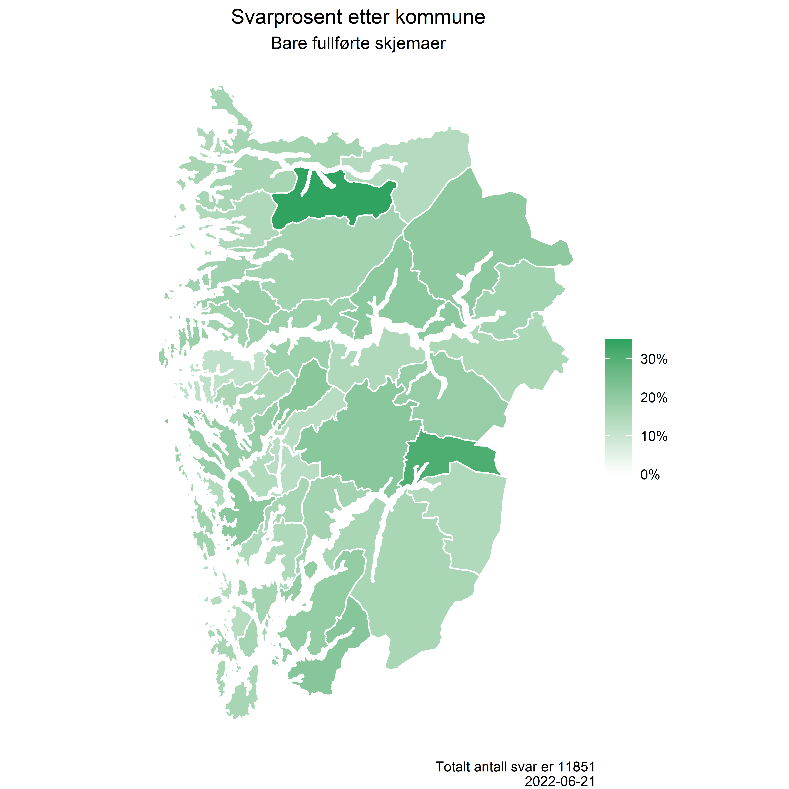 Svarprosent etter kommune
Bare fullførte skjemaer
30%
20%
10%
0%
Totalt antall svar er 11851
2022-06-21